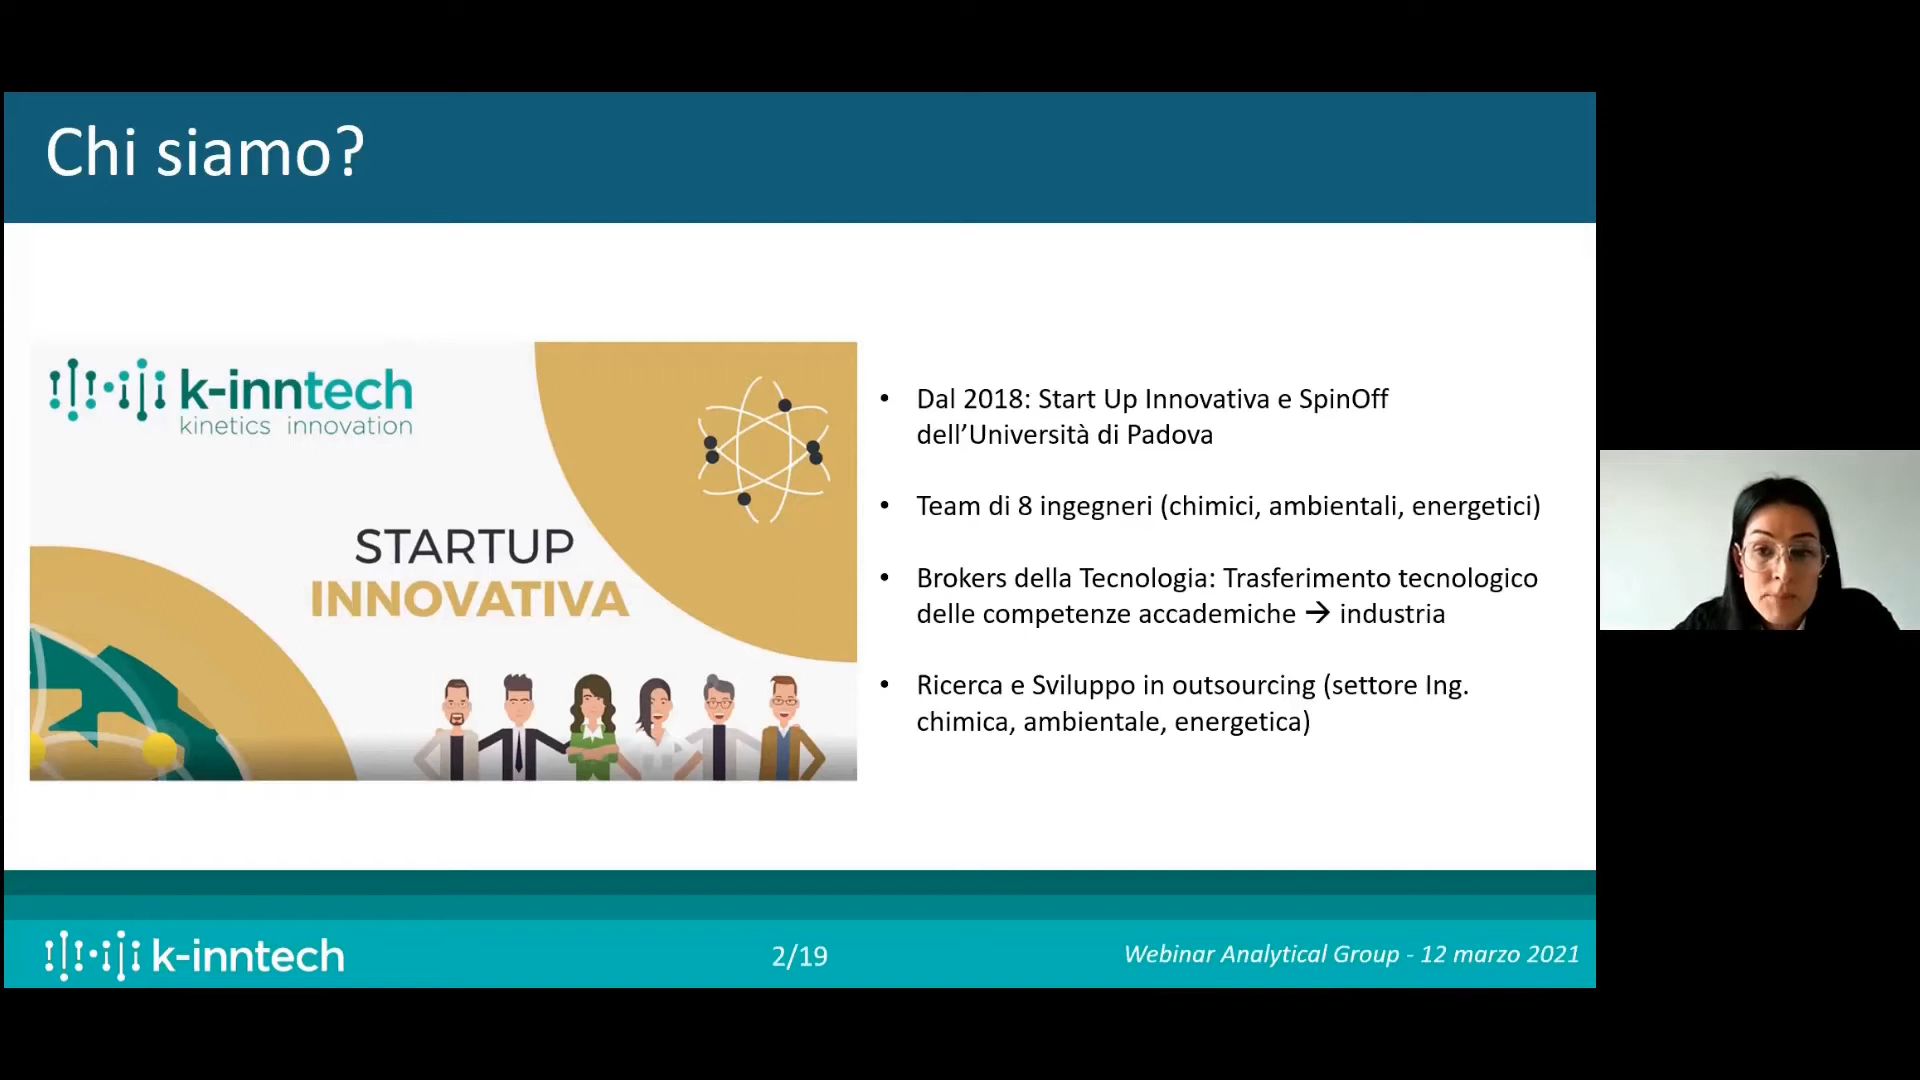 Chi siamo?
k-inntech
kinetics innovation
STARTUP
INNOVATIVA
• Dal 2018: Start Up Innovativa e SpinOff
dell’Università di Padova
• Team di 8 ingegneri (chimici, ambientali, energetici)
• Brokers della Tecnologia: Trasferimento tecnologico
delle competenze accademiche → industria
• Ricerca e Sviluppo in outsourcing (settore Ing.
chimica, ambientale, energetica)
k-inntech
2/19
Webinar Analytical Group - 12 marzo 2021